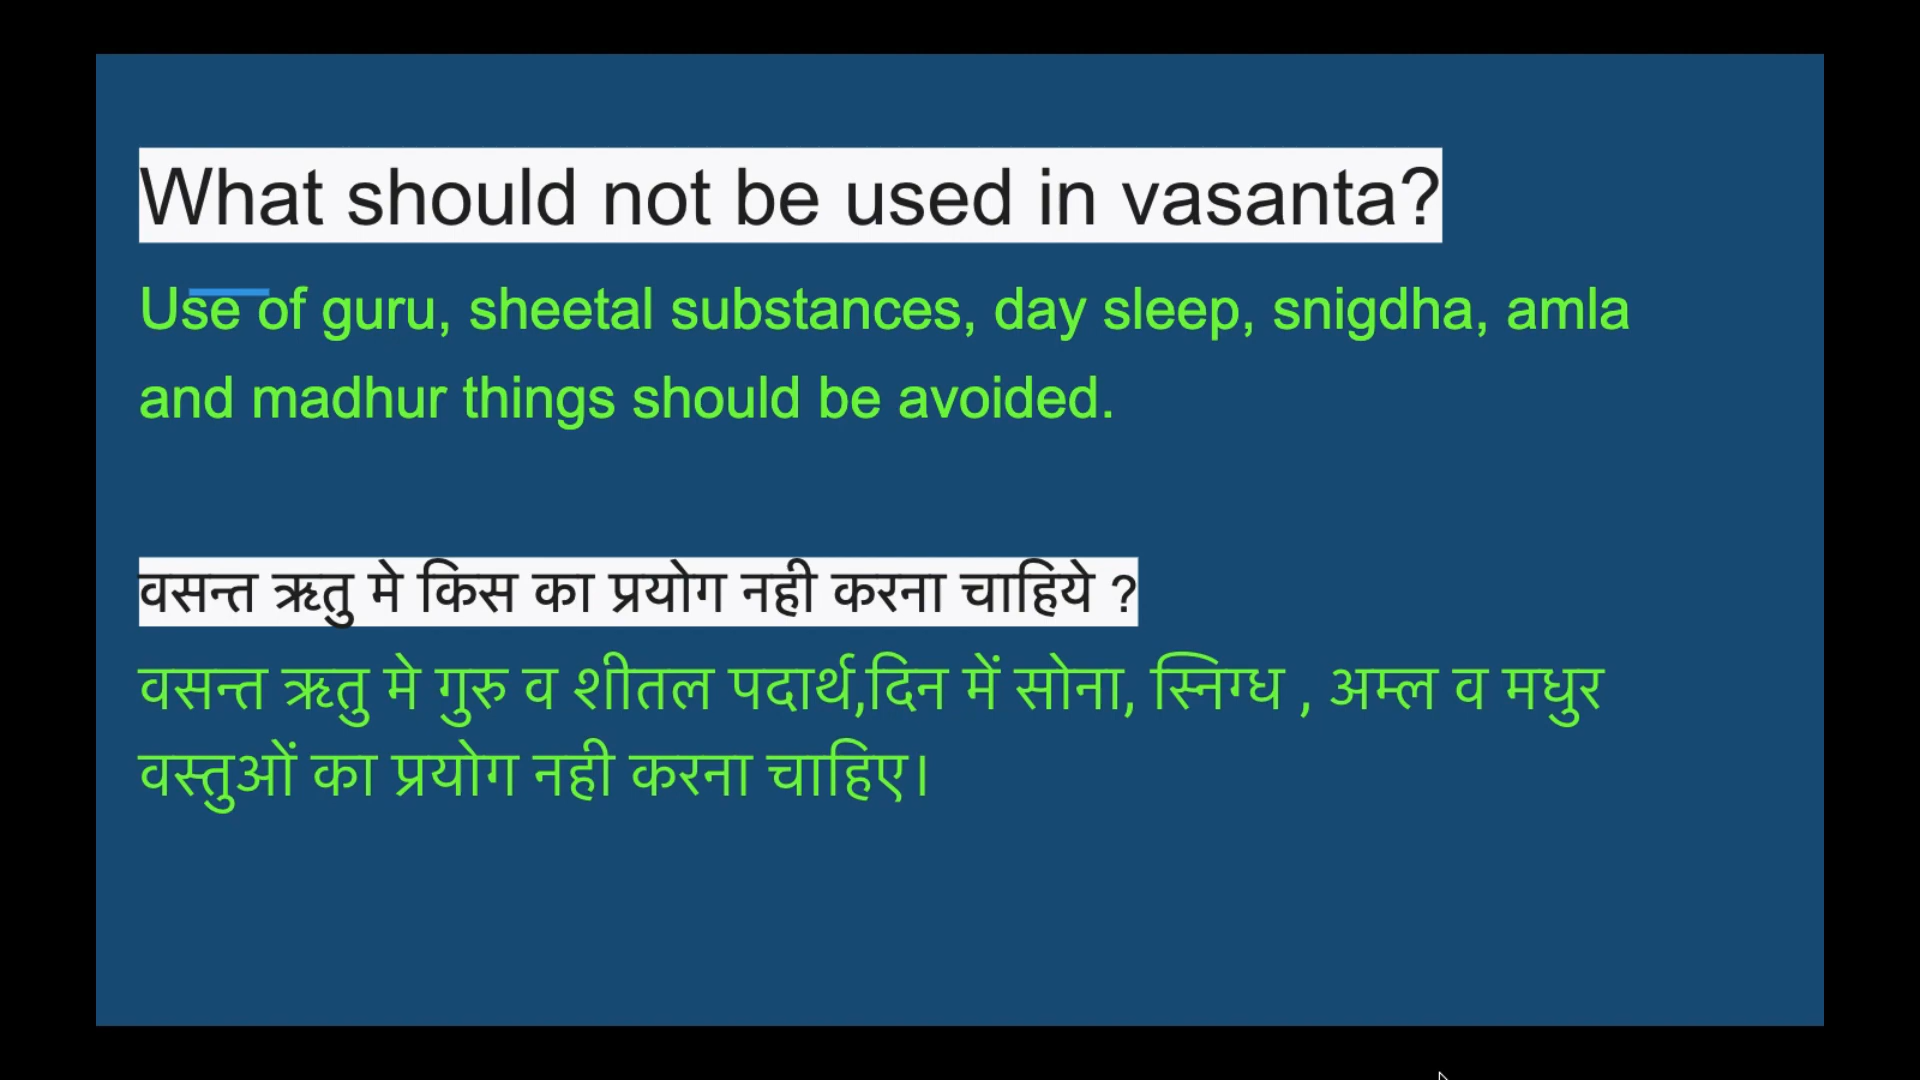 What should not be used in vasanta?
Use of guru, sheetal substances, day sleep, snigdha, amla
and madhur things should be avoided.
वसन्त ऋतु मे किस का प्रयोग नही करना चाहिये ?
वसन्त ऋतु मे गुरु व शीतल पदार्थ,दिन में सोना, स्निग्ध , अम्ल व मधुर
वस्तुओं का प्रयोग नही करना चाहिए।